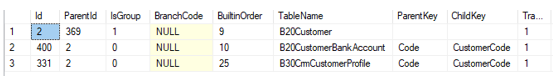 Id ParentId IsGroup BranchCode BuiltinOrder TableName ParentKey ChildKey Tra...
1 2 369 1 NULL 9 B20Customer 1
2 400 2 0 NULL 10 B20CustomerBankAccount Code CustomerCode 1
3 331 2 0 NULL 25 B30CrmCustomerProfile Code CustomerCode 1